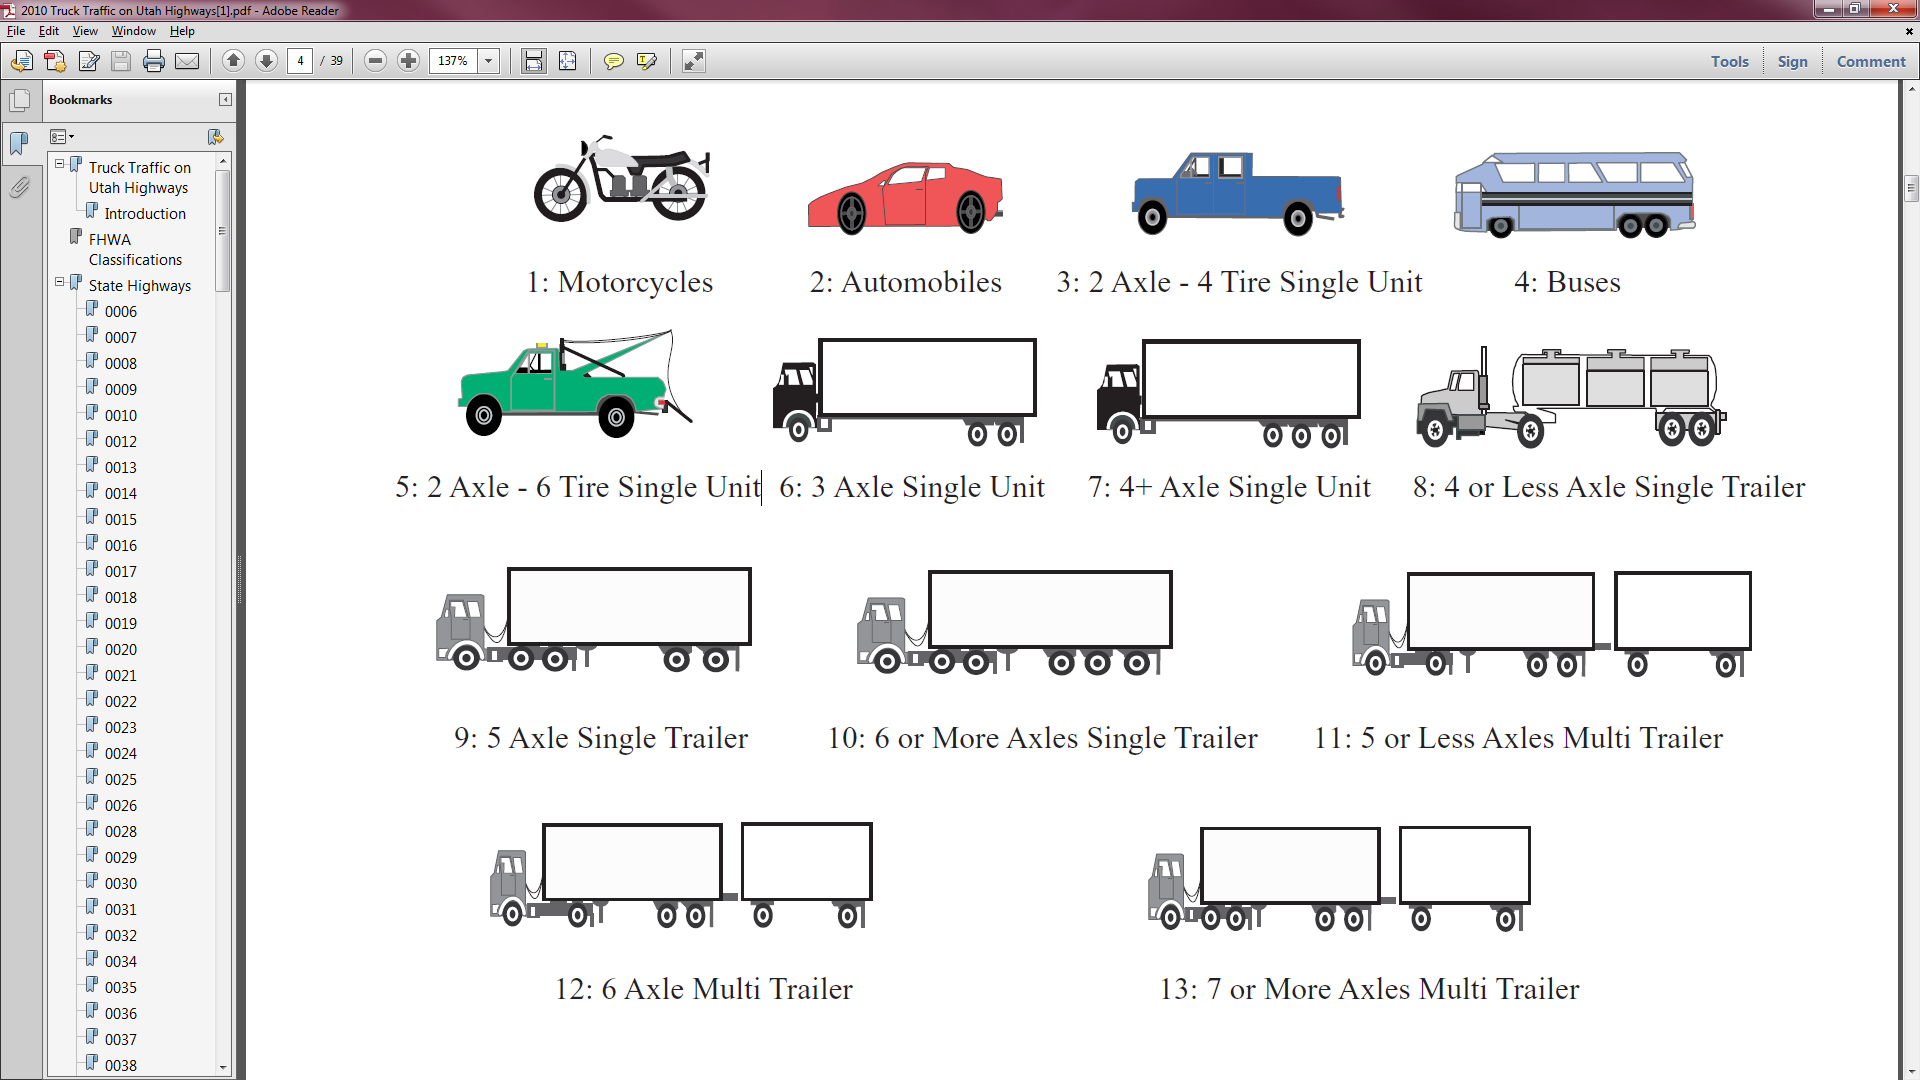 2010 Truck Traffic on Utah Highways[1].pdf - Adobe Reader
File Edit View Window Help
4 / 39 137% Tools Sign Comment
Bookmarks
Truck Traffic on
Utah Highways
Introduction
FHWA
Classifications
State Highways
0006
0007
0008
0009
0010
0012
0013
0014
0015
0016
0017
0018
0019
0020
0021
0022
0023
0024
0025
0026
0028
0029
0030
0031
0032
0034
0035
0036
0037
0038
1: Motorcycles 2: Automobiles 3: 2 Axle - 4 Tire Single Unit 4: Buses
5: 2 Axle - 6 Tire Single Unit 6: 3 Axle Single Unit 7: 4+ Axle Single Unit 8: 4 or Less Axle Single Trailer
9: 5 Axle Single Trailer 10: 6 or More Axles Single Trailer 11: 5 or Less Axles Multi Trailer
12: 6 Axle Multi Trailer 13: 7 or More Axles Multi Trailer